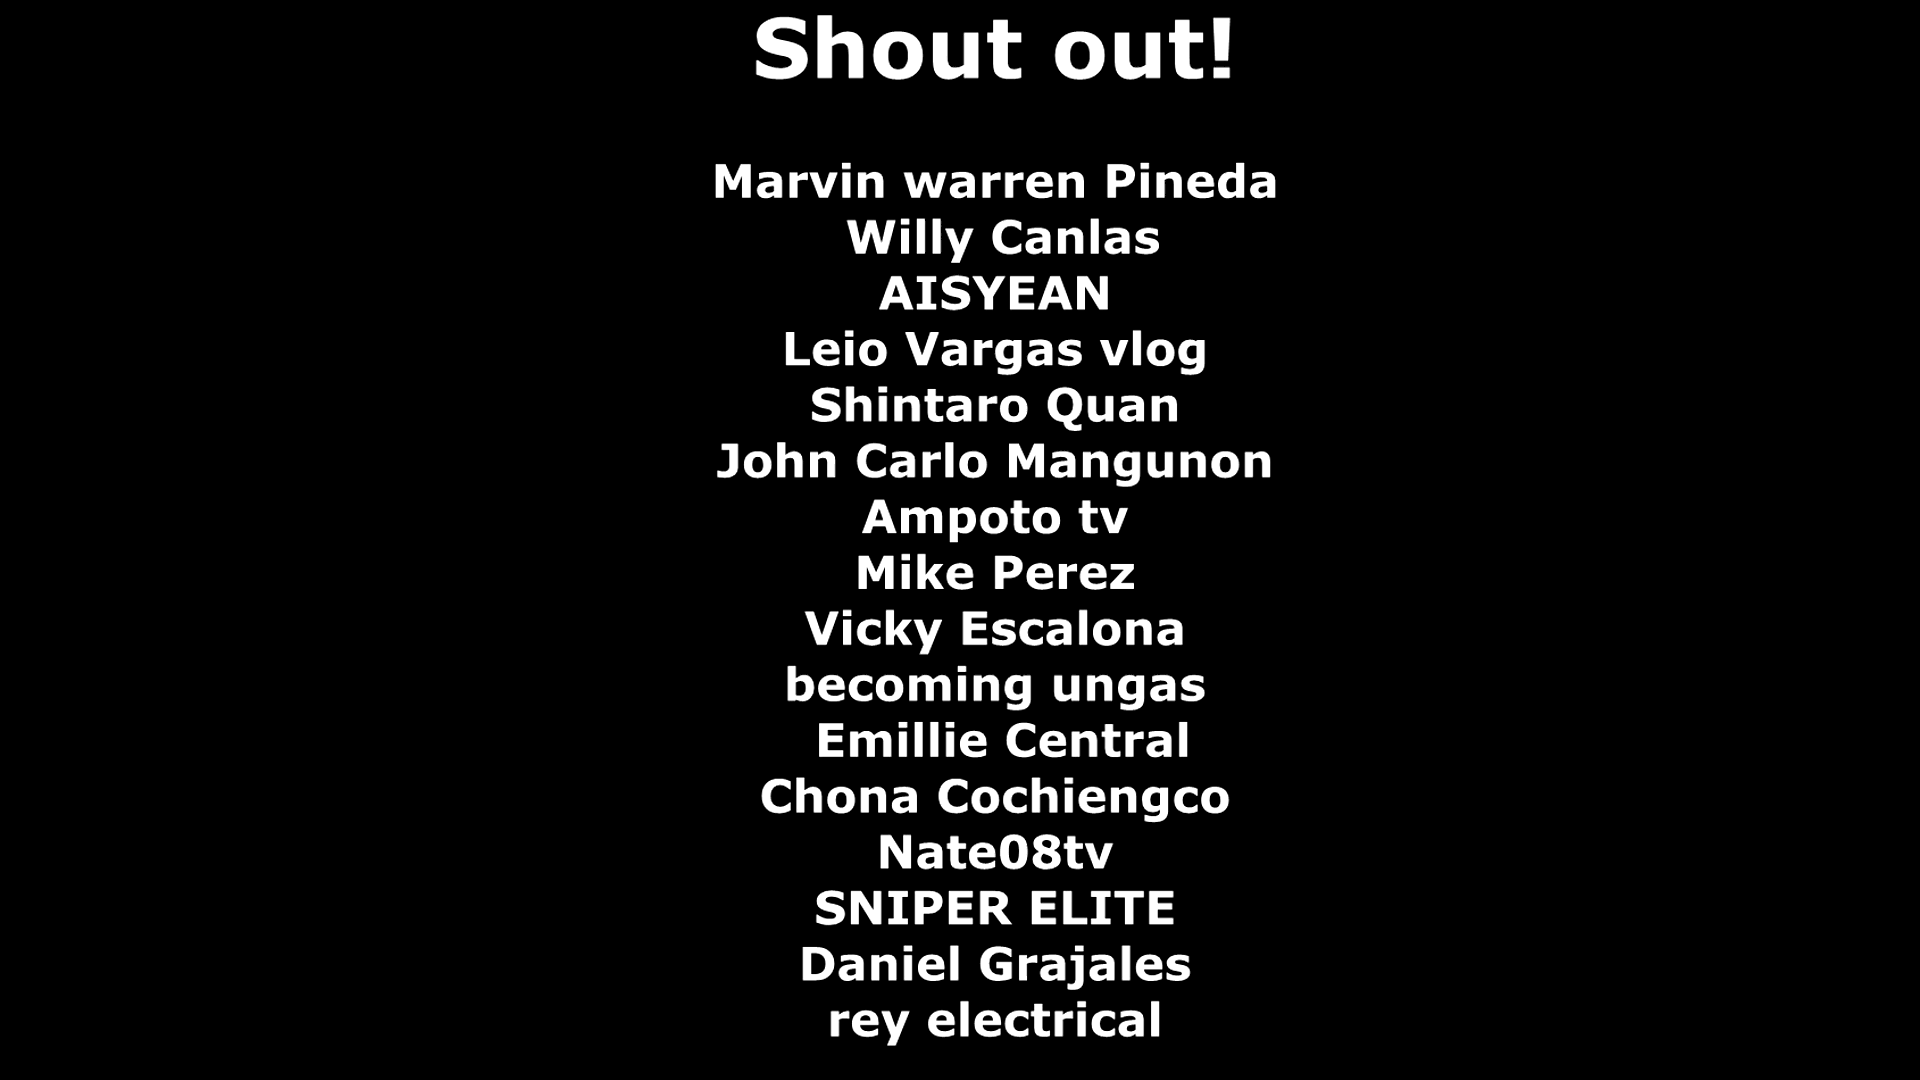 Shout out!
Marvin warren Pineda
Willy Canlas
AISYEAN
Leio Vargas vlog
Shintaro Quan
John Carlo Mangunon
Ampoto tv
Mike Perez
Vicky Escalona
becoming ungas
Emillie Central
Chona Cochiengco
Nate08tv
SNIPER ELITE
Daniel Grajales
rey electrical